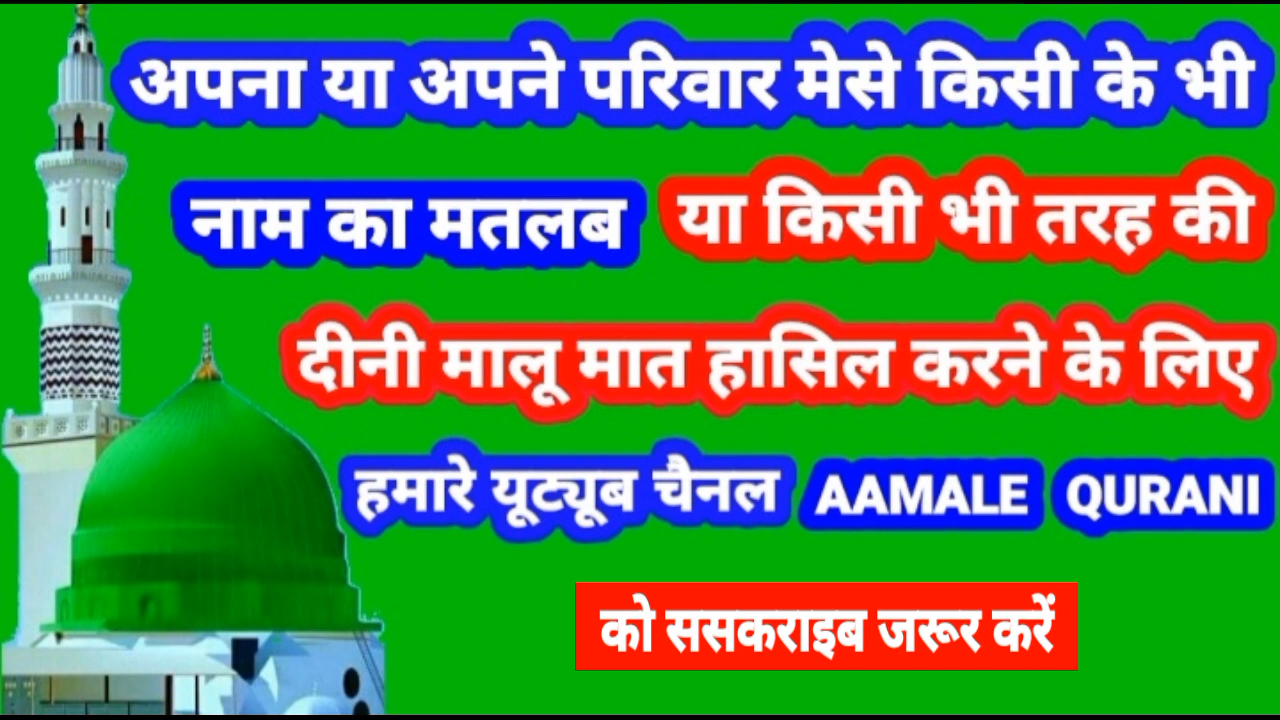 अपना या अपने परिवार मेसे किसी के भी
नाम का मतलब या किसी भी तरह की
दीनी मालू मात हासिल करने के लिए
हमारे यूट्यूब चैनल AAMALE QURANI
को ससकराइब जरूर करें